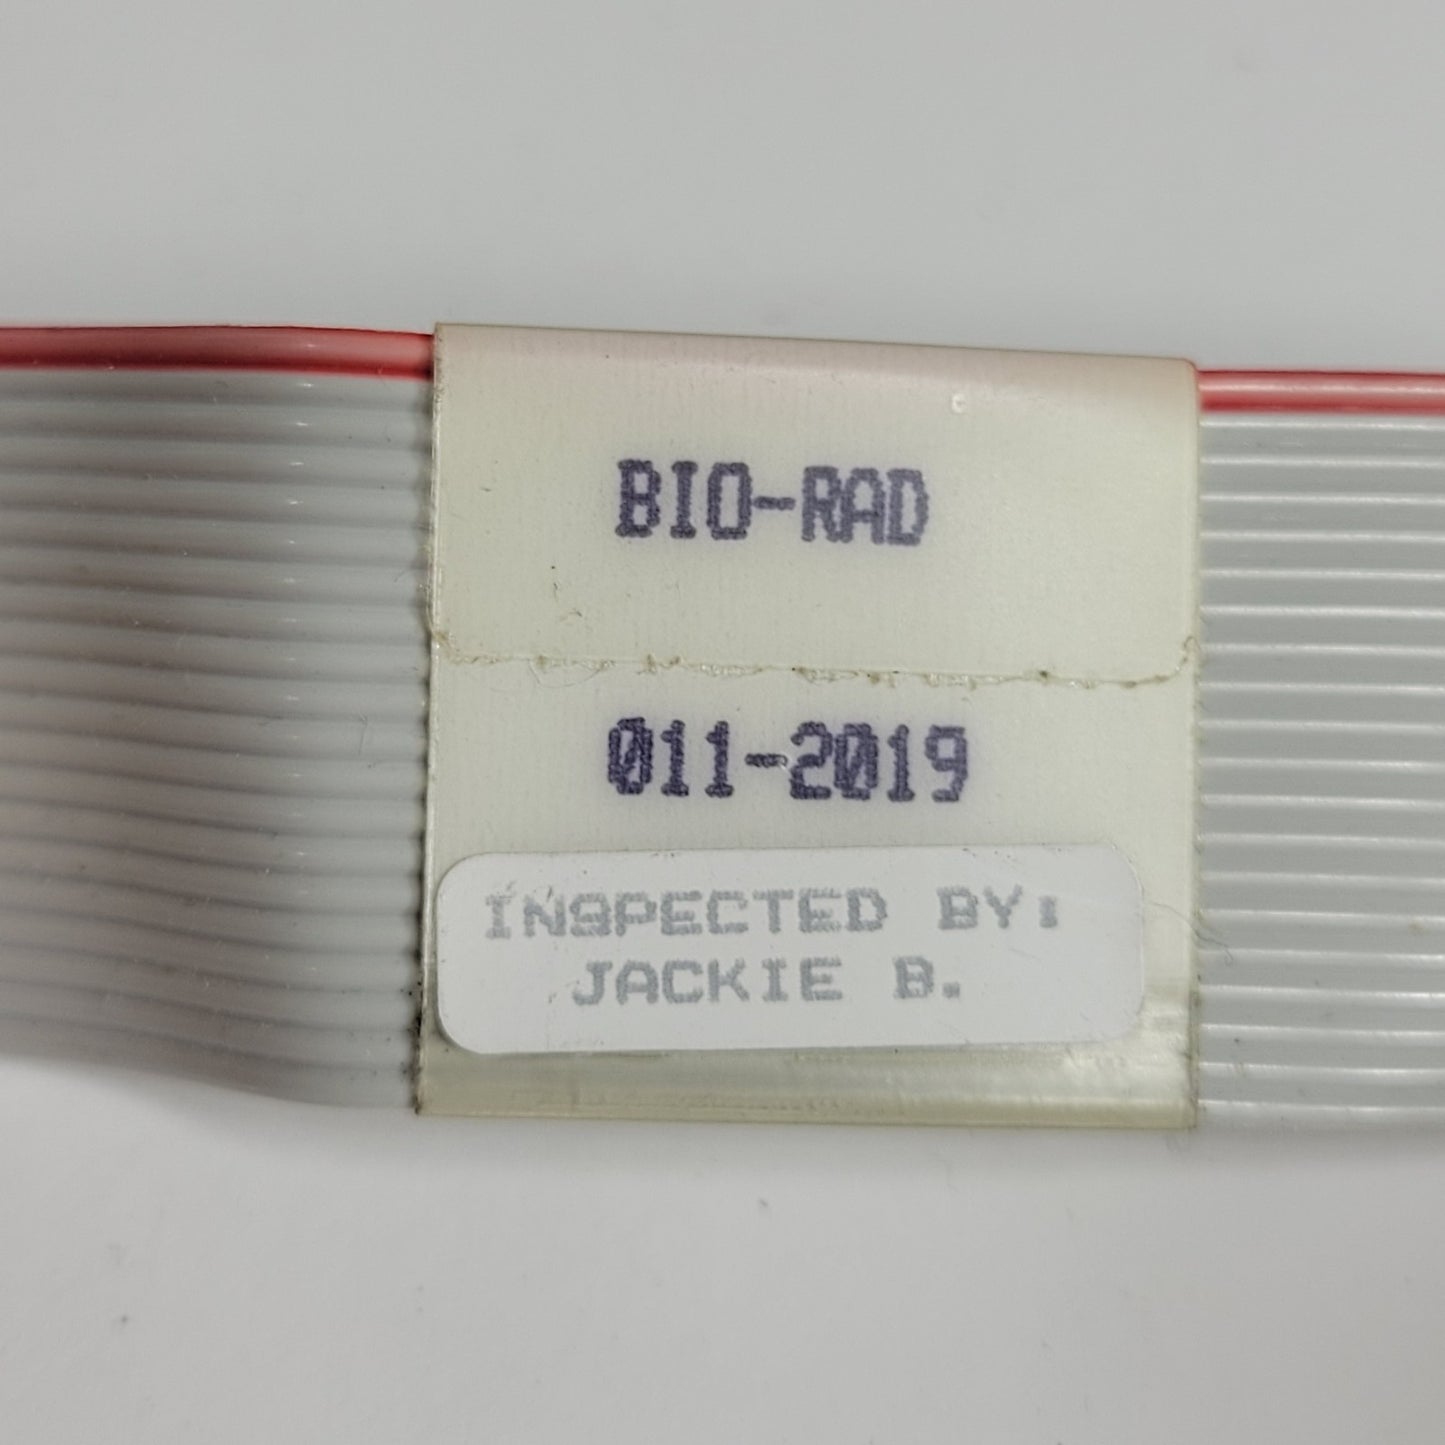 BIO-RAD
011-2019
INSPECTED BY:
JACKIE B.